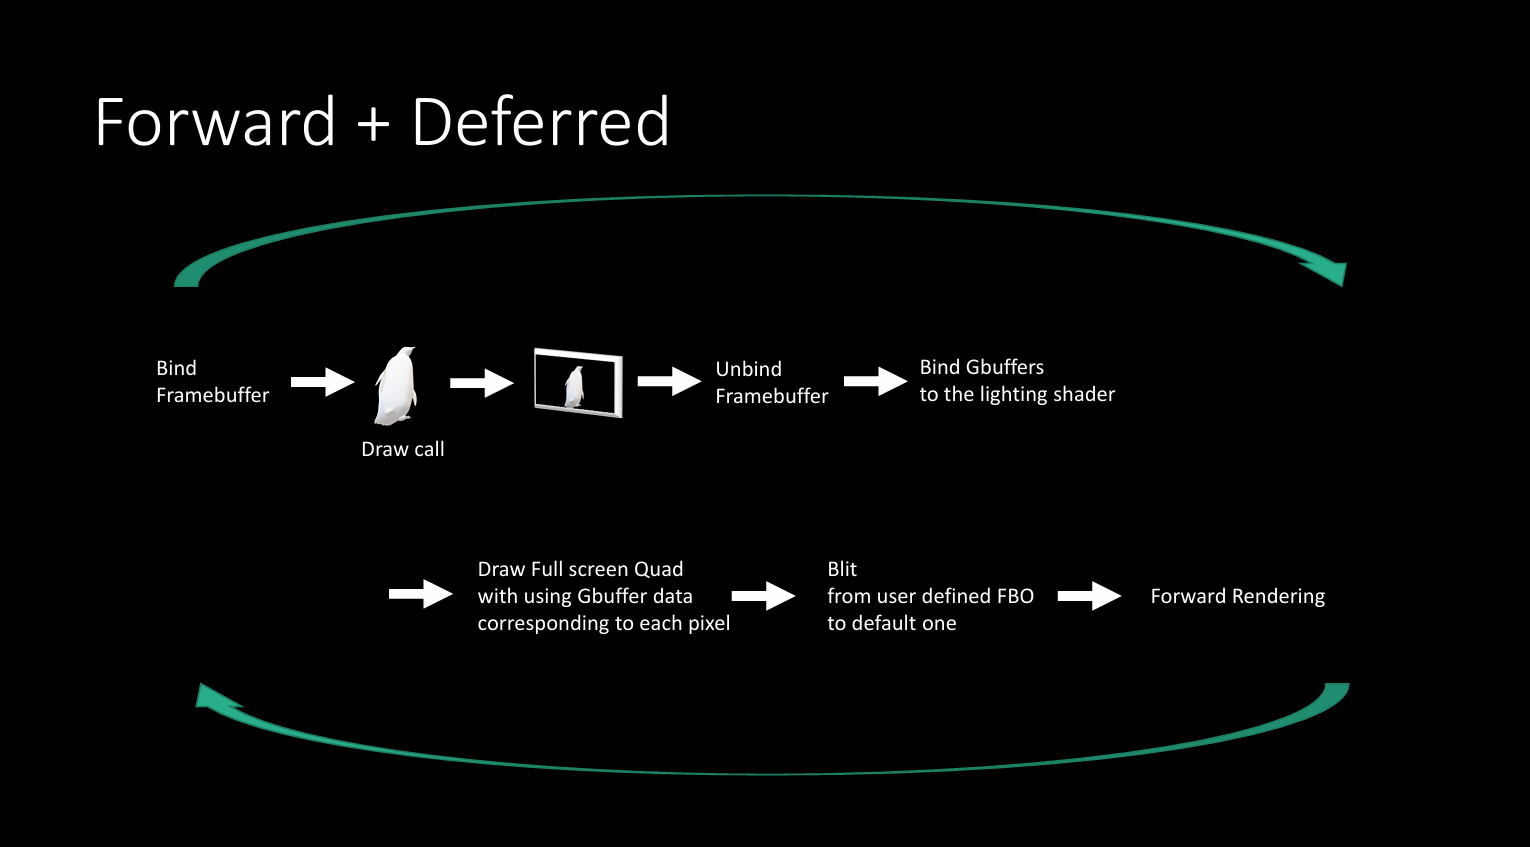 Forward + Deferred
Bind
Framebuffer
Draw call
Unbind
Framebuffer
Bind Gbuffers
to the lighting shader
Draw Full screen Quad
with using Gbuffer data
corresponding to each pixel
Blit
from user defined FBO
to default one
Forward Rendering